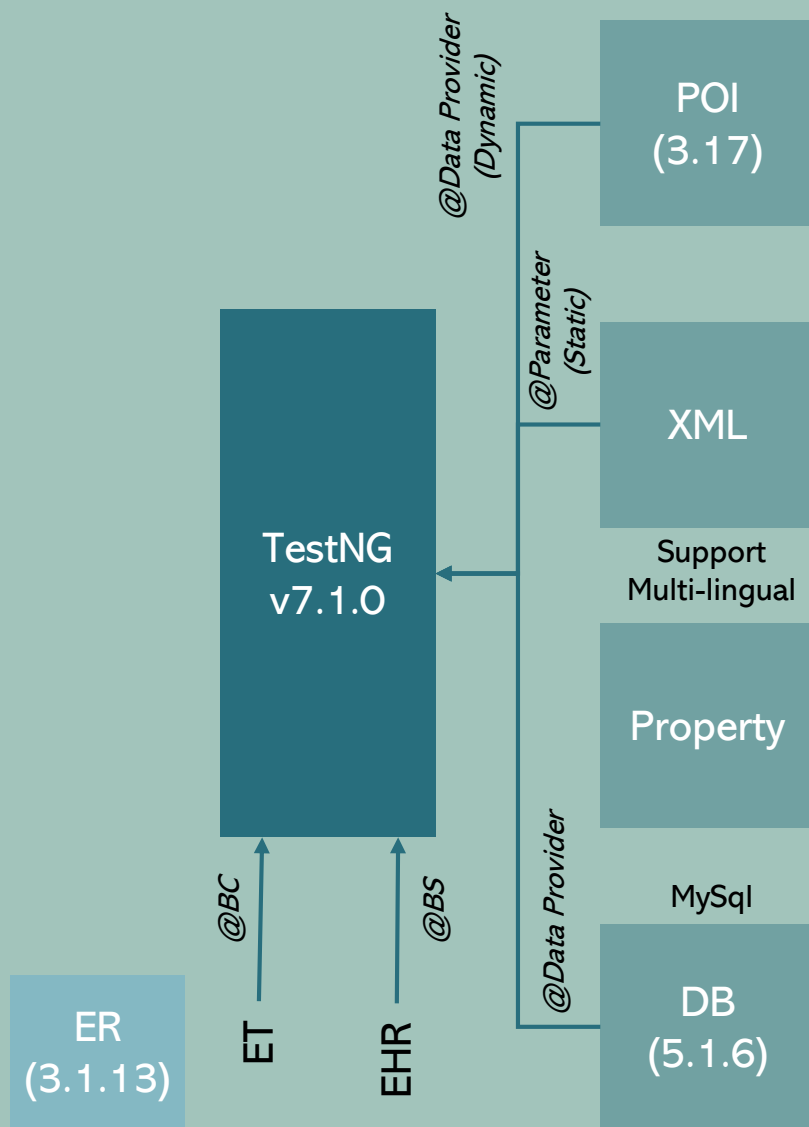 @Data Provider
(Dynamic)
POI
(3.17)
@Parameter
(Static)
XML
TestNG
v7.1.0
Support
Multi-lingual
Property
@BC
@BS
@Data Provider
MySql
DB
(5.1.6)
ER
(3.1.13)
ET
EHR